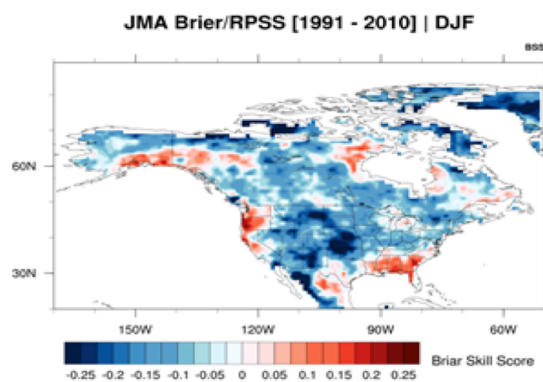 JMA Brier/RPSS [1991 - 2010] | DJF
BSS
60N
30N
150W 120W 90W 60W
-0.25 -0.2 -0.15 -0.1 -0.05 0 0.05 0.1 0.15 0.2 0.25
Briar Skill Score